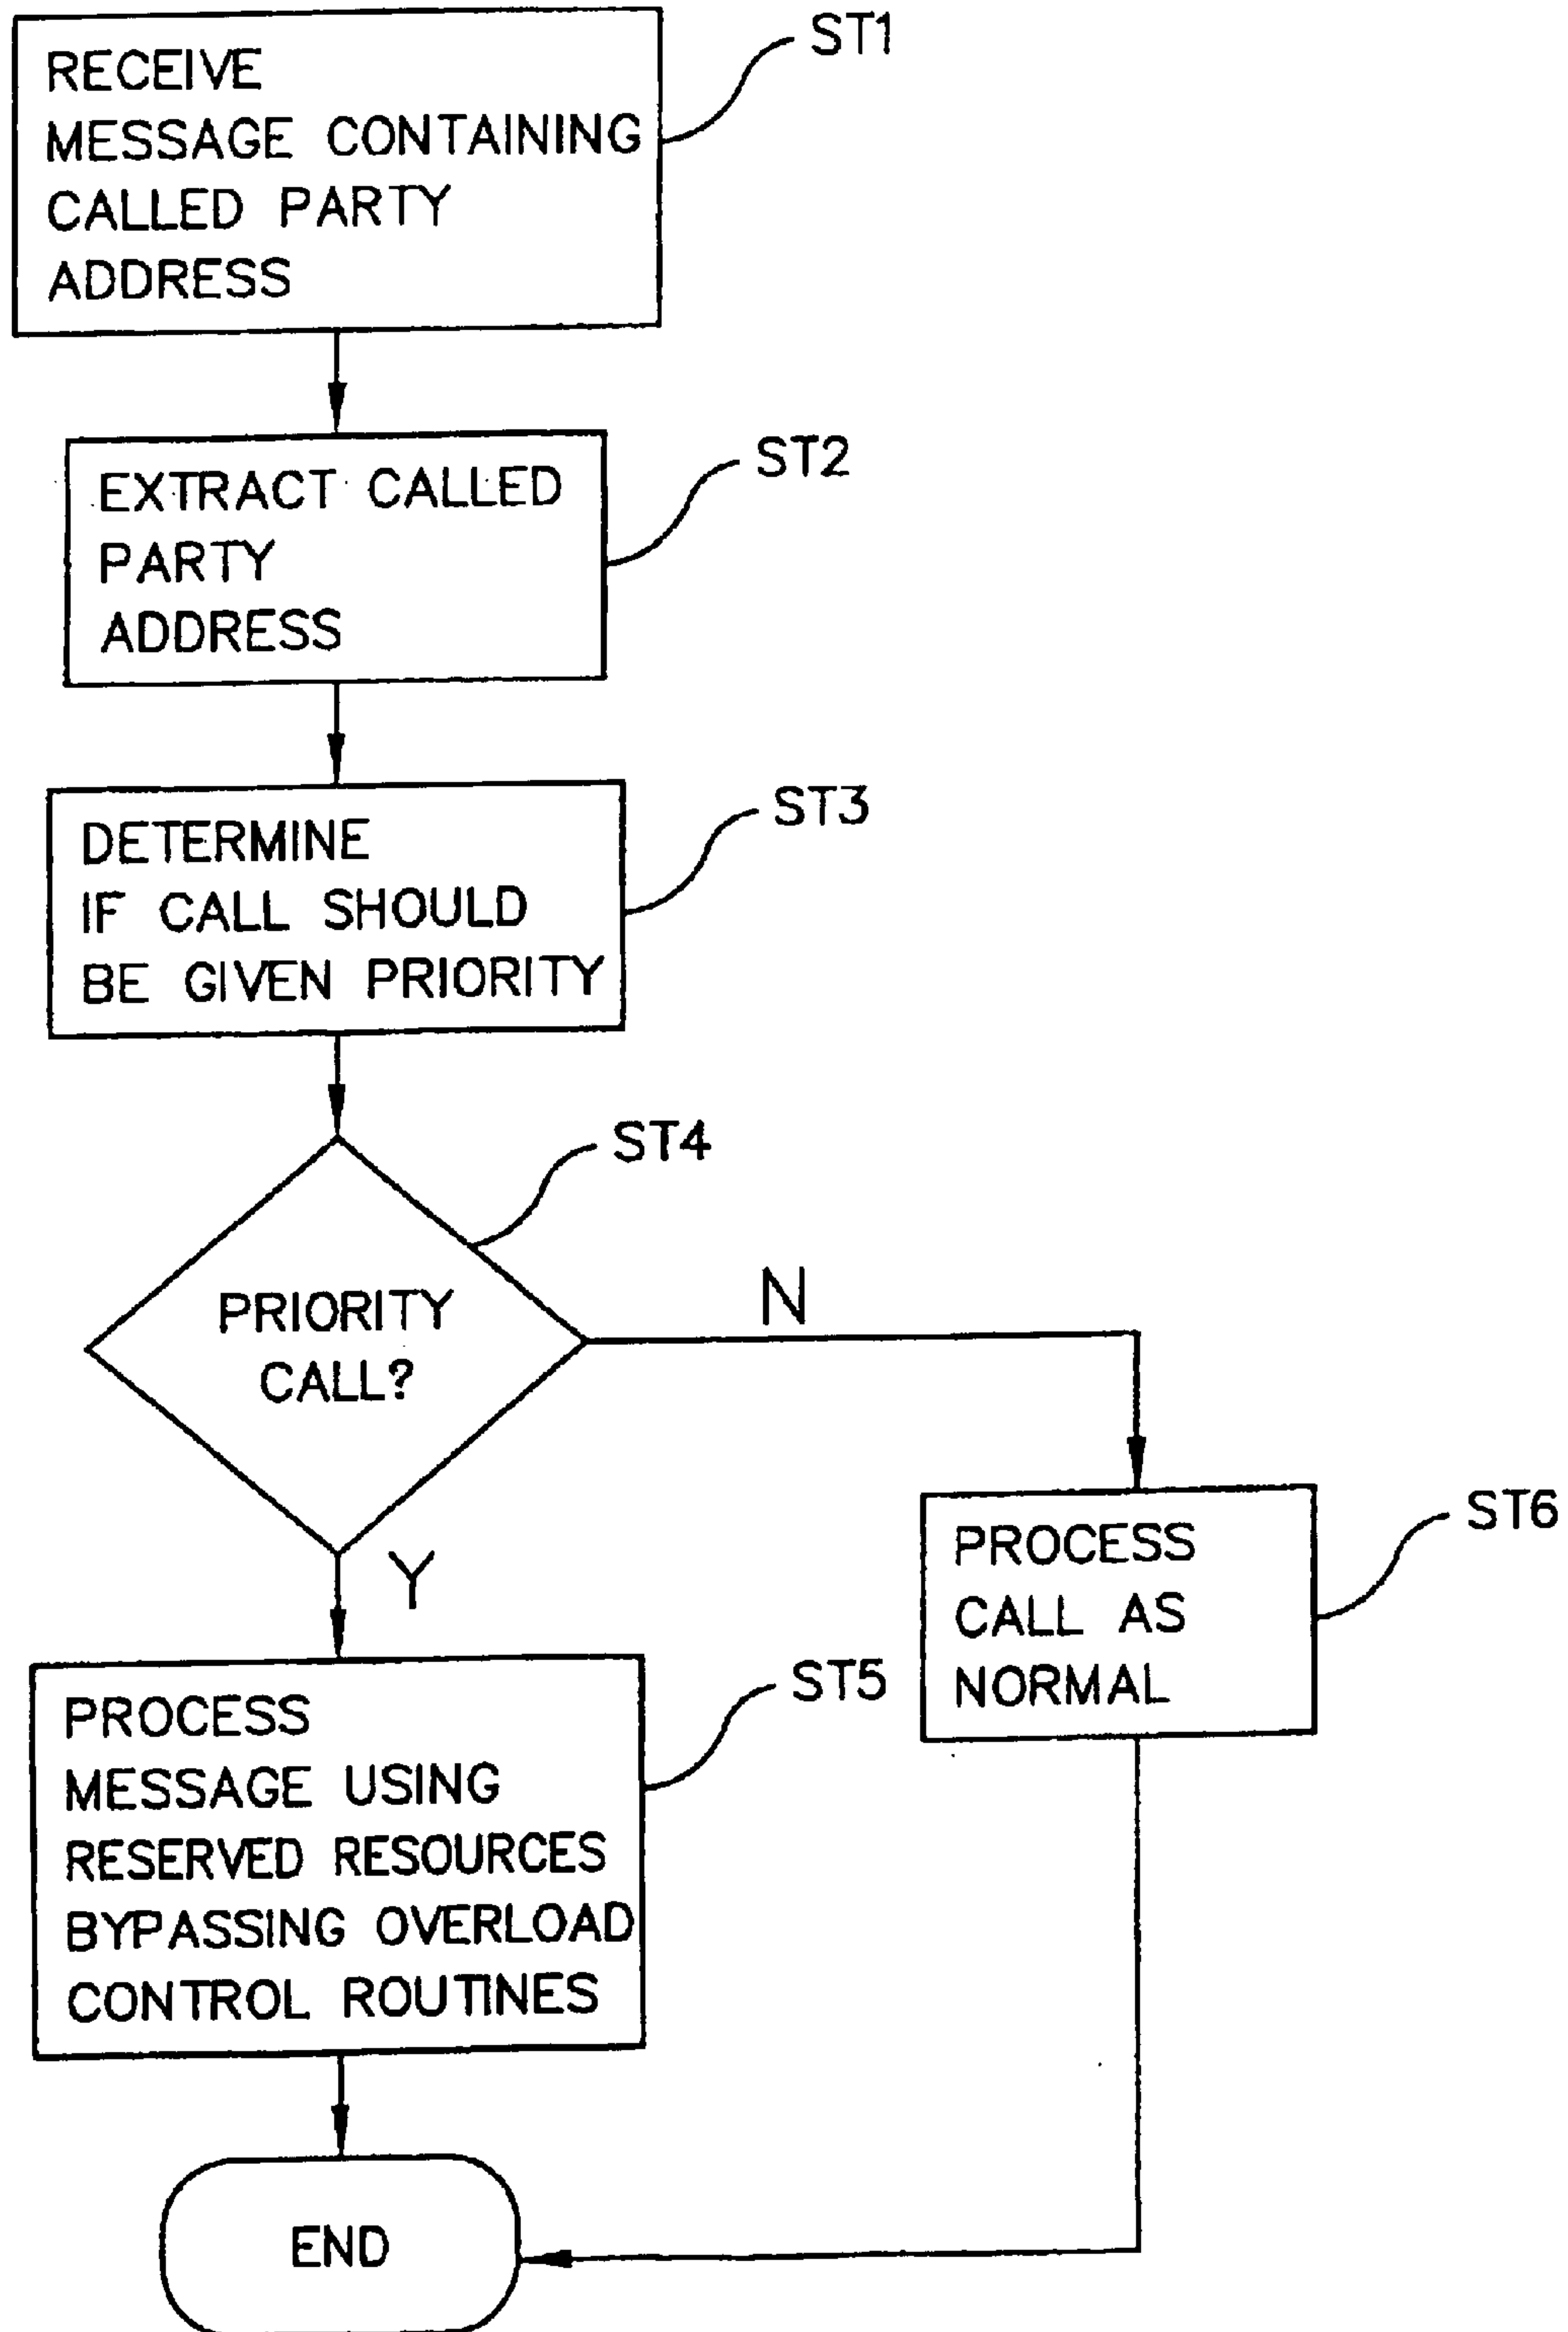 RECEIVE
MESSAGE CONTAINING
CALLED PARTY
ADDRESS
ST1
EXTRACT CALLED
PARTY
ADDRESS
ST2
DETERMINE
IF CALL SHOULD
BE GIVEN PRIORITY
ST3
PRIORITY
CALL?
ST4
N
Y
PROCESS
CALL AS
NORMAL
ST6
PROCESS
MESSAGE USING
RESERVED RESOURCES
BYPASSING OVERLOAD
CONTROL ROUTINES
ST5
END